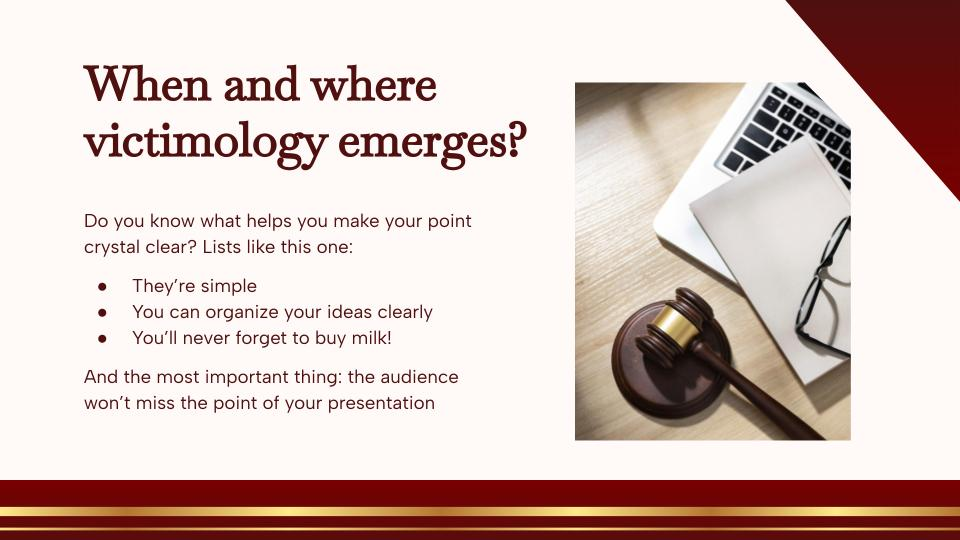 When and where
victimology emerges?
Do you know what helps you make your point
crystal clear? Lists like this one:
● They’re simple
● You can organize your ideas clearly
● You’ll never forget to buy milk!
And the most important thing: the audience
won’t miss the point of your presentation